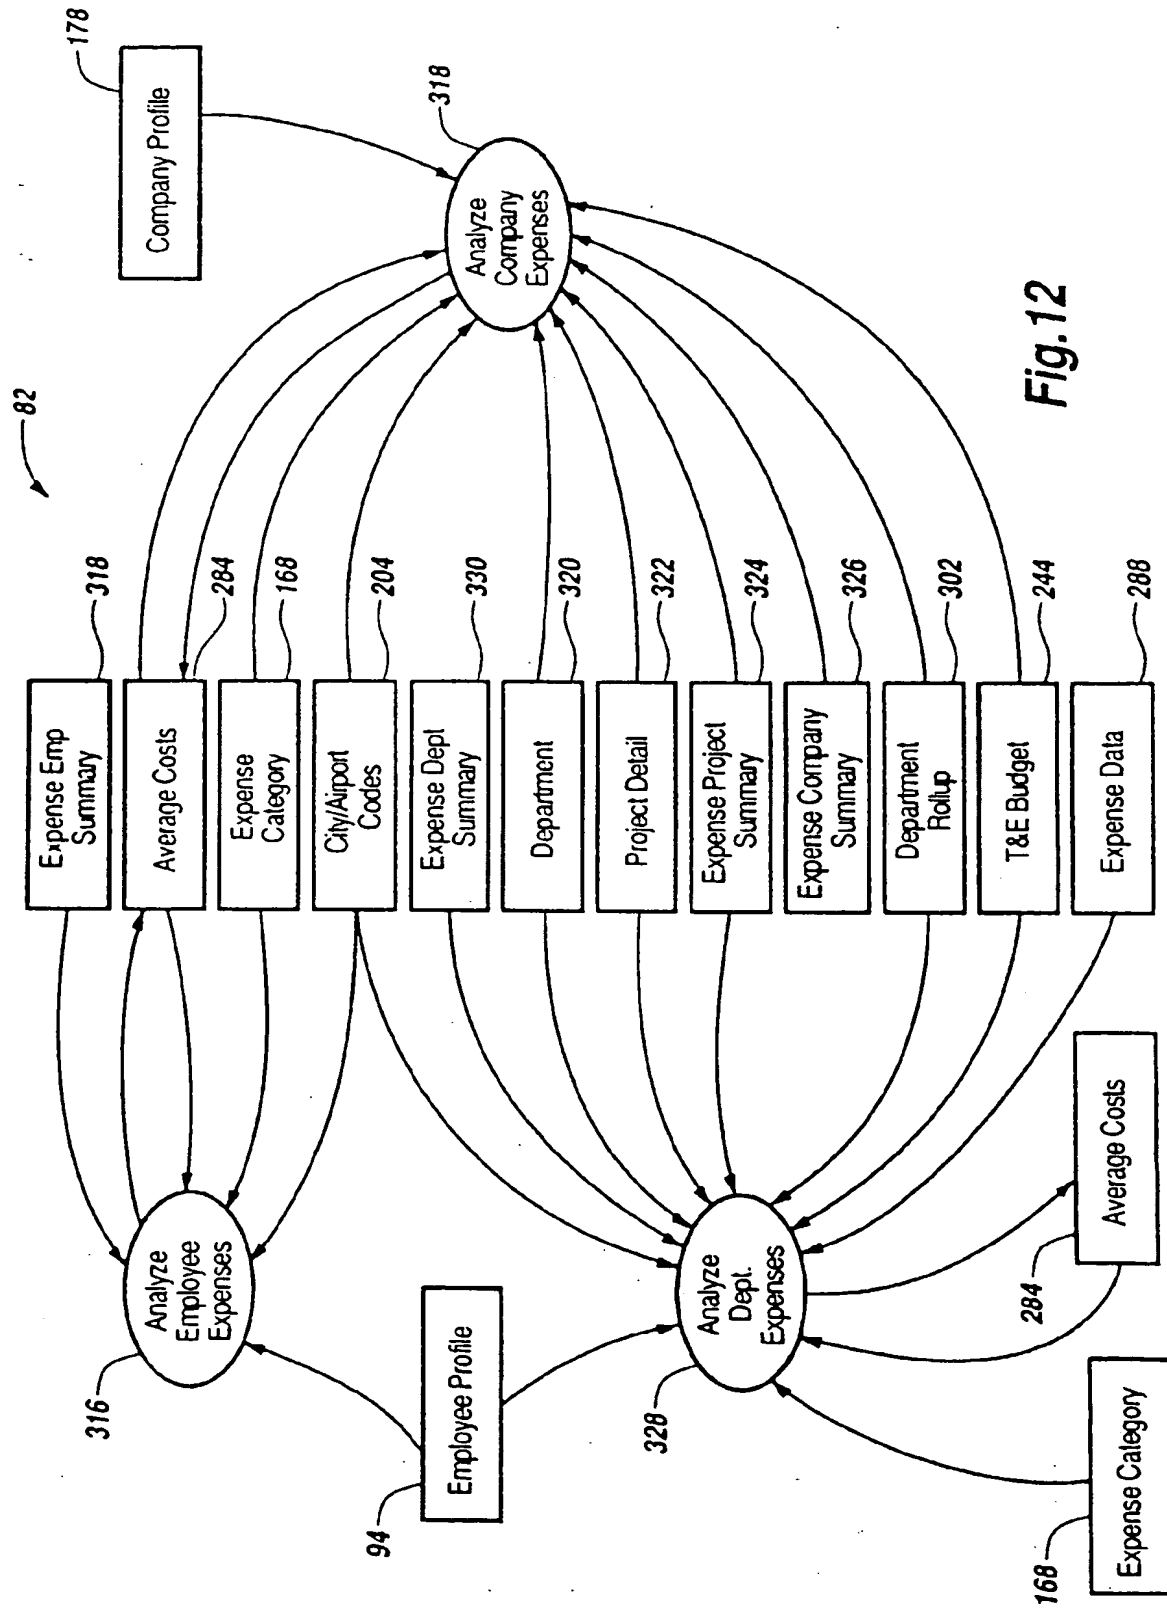 82
178
Company Profile
318
Analyze
Company
Expenses
Expense Emp
Summary
318
Average Costs
284
Expense
Category
168
City/Airport
Codes
204
Expense Dept
Summary
330
Department
320
Project Detail
322
Expense Project
Summary
324
Expense Company
Summary
326
Department
Rollup
302
T&E Budget
244
Expense Data
288
Analyze
Employee
Expenses
316
Employee Profile
94
Analyze
Dept.
Expenses
328
Average Costs
284
Expense Category
168
Fig.12